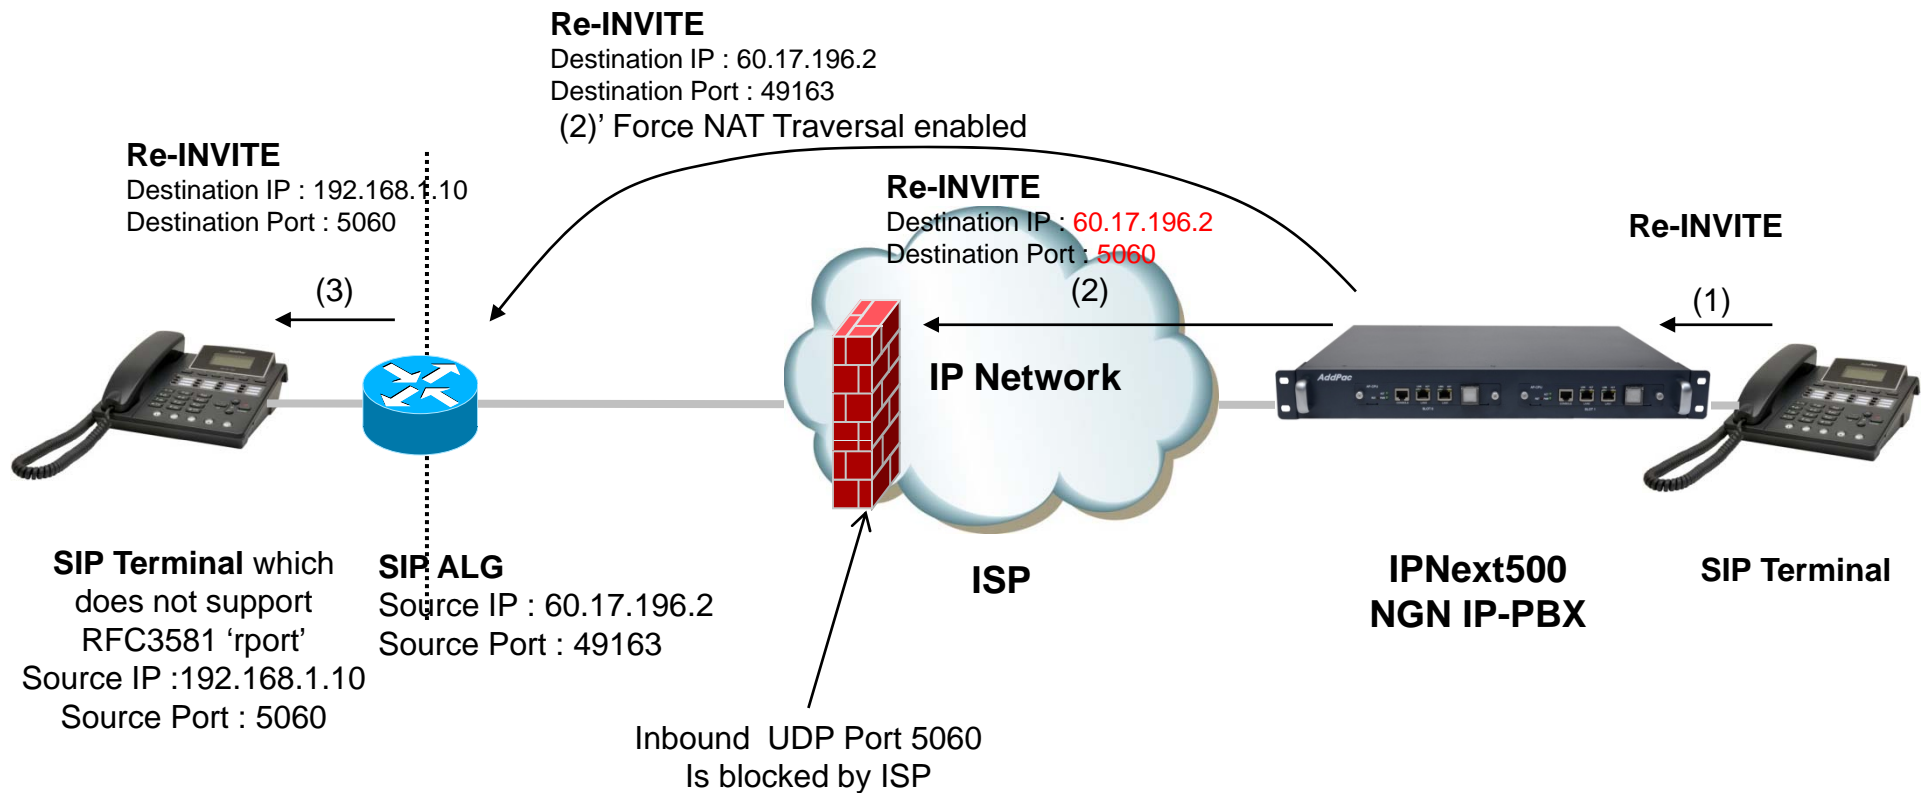 Re-INVITE
Destination IP : 60.17.196.2
Destination Port : 49163
(2)’ Force NAT Traversal enabled
Re-INVITE
Destination IP : 192.168.1.10
Destination Port : 5060
Re-INVITE
Destination IP : 60.17.196.2
Destination Port : 5060
Re-INVITE
(3)
(2)
(1)
IP Network
AddPac
SIP Terminal which
does not support
RFC3581 ‘rport’
Source IP :192.168.1.10
Source Port : 5060
SIP ALG
Source IP : 60.17.196.2
Source Port : 49163
ISP
IPNext500
NGN IP-PBX
SIP Terminal
Inbound UDP Port 5060
Is blocked by ISP